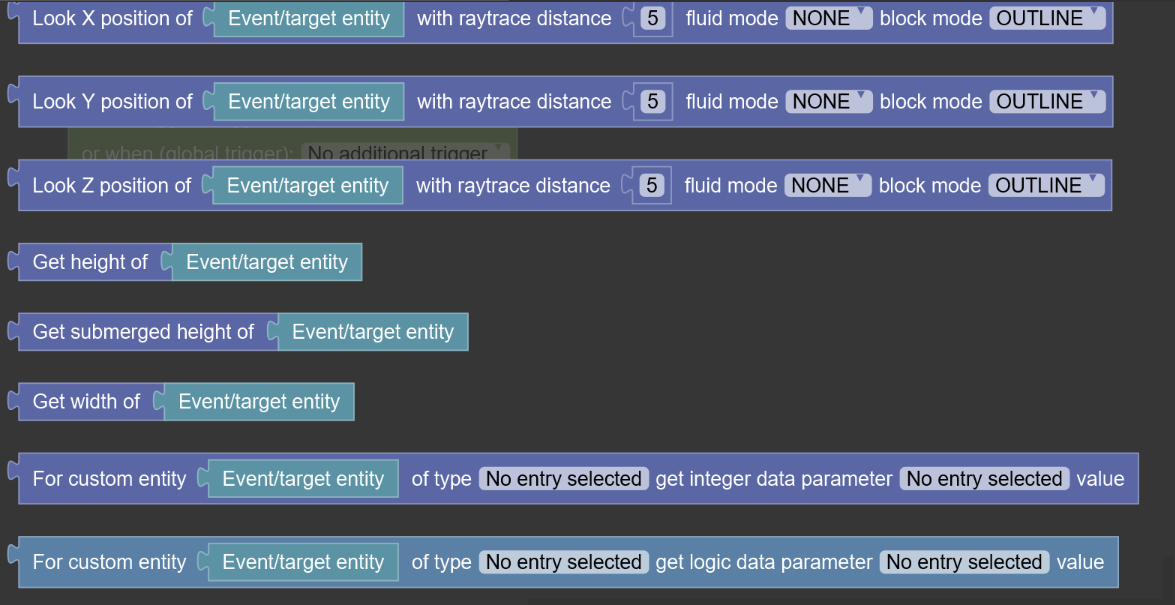 Look X position of Event/target entity with raytrace distance 5 fluid mode NONE block mode OUTLINE
Look Y position of Event/target entity with raytrace distance 5 fluid mode NONE block mode OUTLINE
or when (global trigger): No additional trigger
Look Z position of Event/target entity with raytrace distance 5 fluid mode NONE block mode OUTLINE
Get height of Event/target entity
Get submerged height of Event/target entity
Get width of Event/target entity
For custom entity Event/target entity of type No entry selected get integer data parameter No entry selected value
For custom entity Event/target entity of type No entry selected get logic data parameter No entry selected value